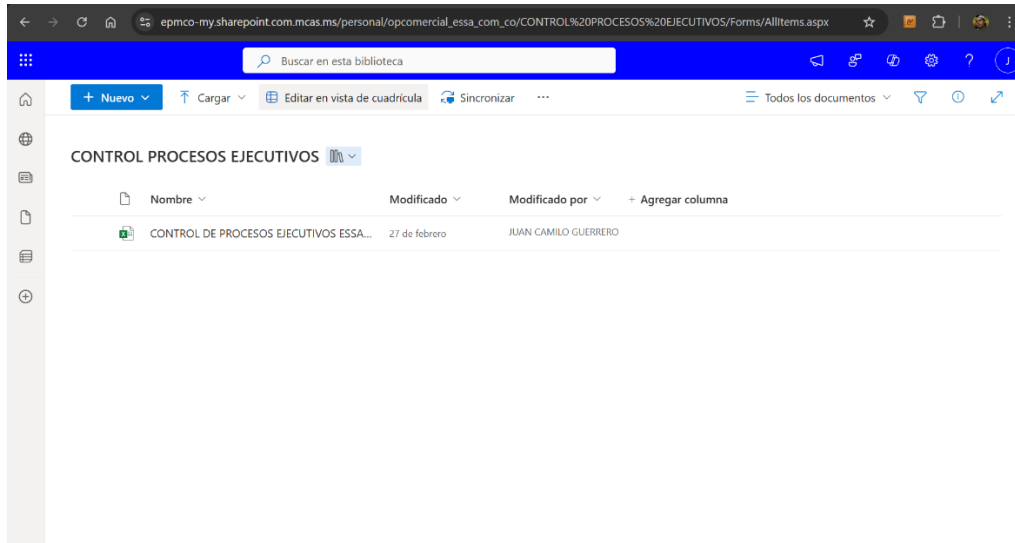 epmco-my.sharepoint.com.mcas.ms/personal/opcomercial_essa_com_co/CONTROL%20PROCESOS%20EJECUTIVOS/Forms/AllItems.aspx
Buscar en esta biblioteca
? J
+ Nuevo Cargar Editar en vista de cuadrícula Sincronizar ... Todos los documentos
CONTROL PROCESOS EJECUTIVOS
Nombre Modificado Modificado por + Agregar columna
CONTROL DE PROCESOS EJECUTIVOS ESSA... 27 de febrero JUAN CAMILO GUERRERO